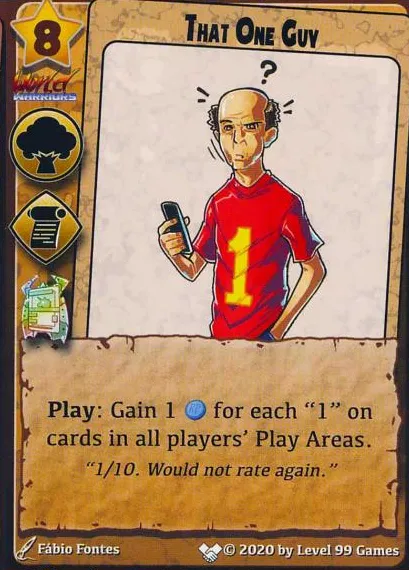 8
THAT ONE GUY
WORLD
WARRIORS
?
1
Play: Gain 1 for each “1” on
cards in all players’ Play Areas.
“1/10. Would not rate again.”
Fábio Fontes
© 2020 by Level 99 Games